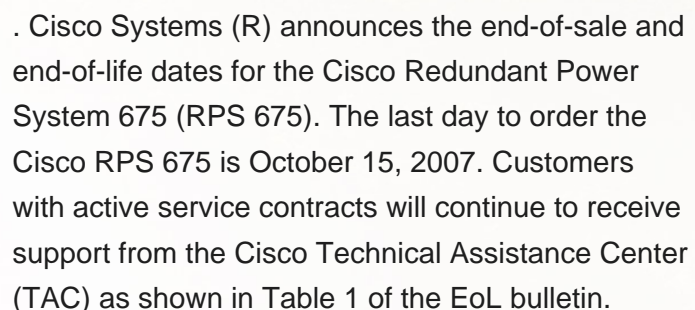 . Cisco Systems (R) announces the end-of-sale and
end-of-life dates for the Cisco Redundant Power
System 675 (RPS 675). The last day to order the
Cisco RPS 675 is October 15, 2007. Customers
with active service contracts will continue to receive
support from the Cisco Technical Assistance Center
(TAC) as shown in Table 1 of the EoL bulletin.